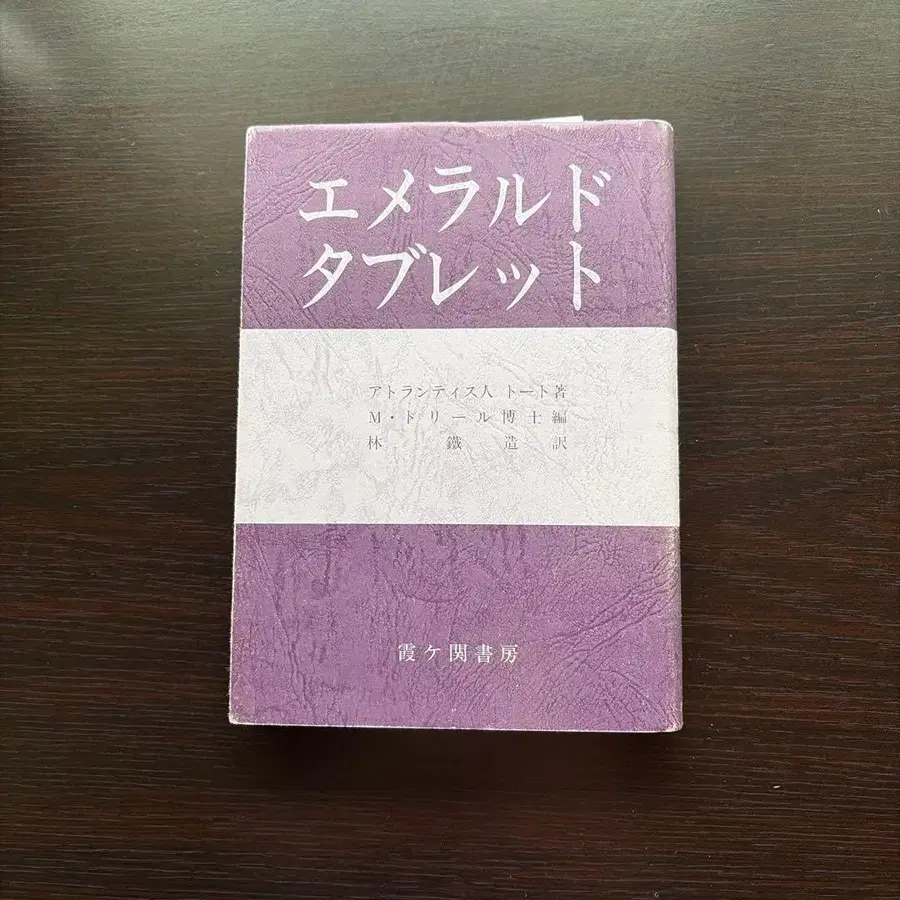 エメラルド
タブレット
アトランティス人 トート著
M・ドリール博士編
林 鐵造訳
霞ケ関書房